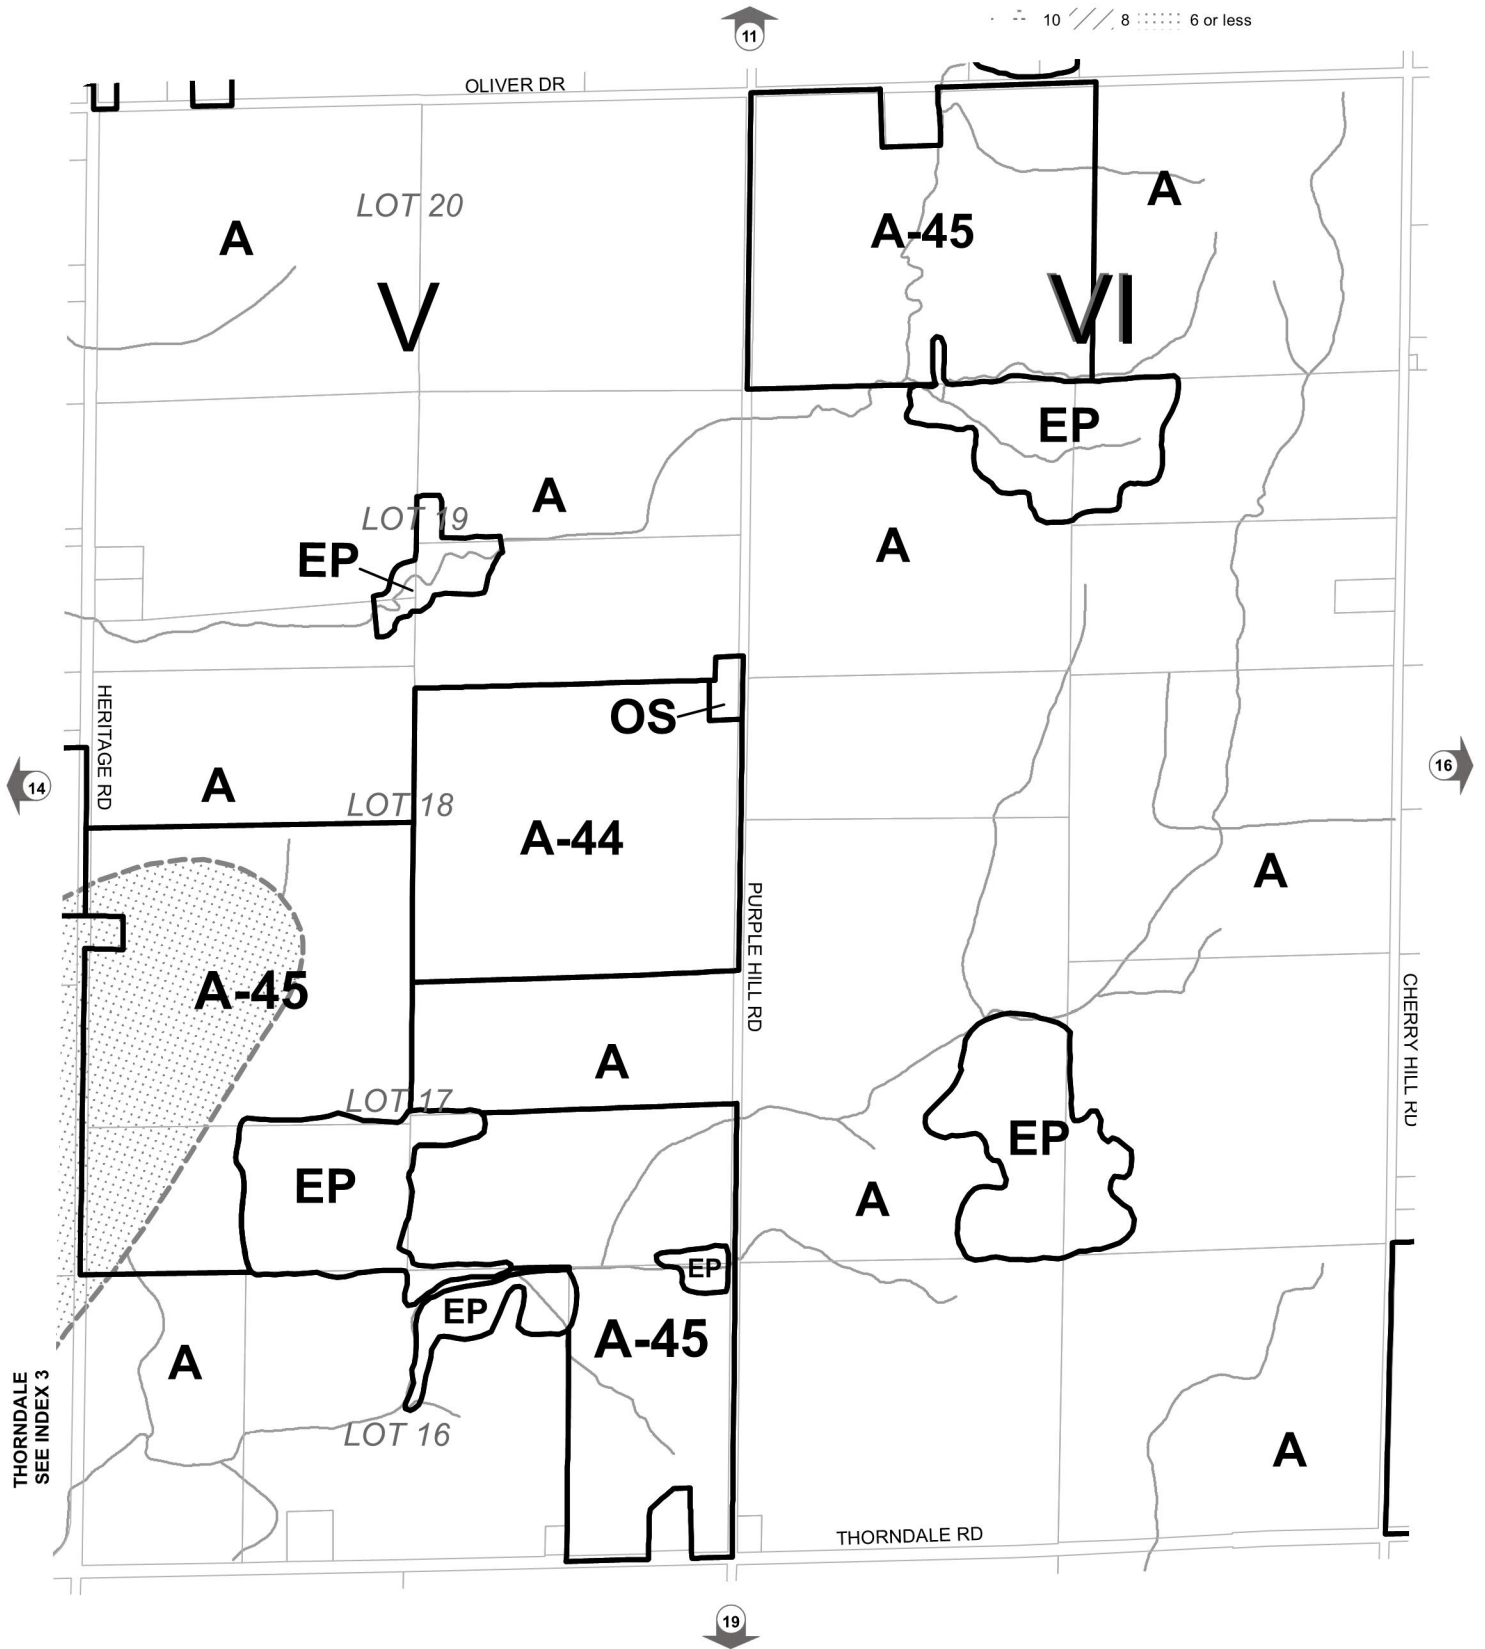 11
10 8 6 or less
OLIVER DR
A
LOT 20
A-45
A
V
VI
EP
A
LOT 19
EP
A
HERITAGE RD
OS
14
16
A
LOT 18
A-44
A
PURPLE HILL RD
A-45
CHERRY HILL RD
A
LOT 17
EP
EP
A
EP
EP
A-45
A
THORNDALE
SEE INDEX 3
LOT 16
A
THORNDALE RD
19